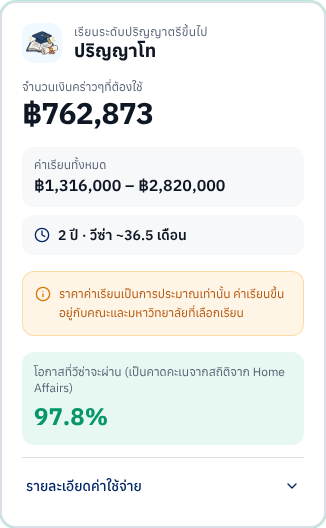 เรียนระดับปริญญาตรีขึ้นไป
ปริญญาโท
จำนวนเงินคร่าวๆที่ต้องใช้
฿762,873
ค่าเรียนทั้งหมด
฿1,316,000 – ฿2,820,000
2 ปี · วีซ่า ~36.5 เดือน
ราคาค่าเรียนเป็นการประมาณเท่านั้น ค่าเรียนขึ้น
อยู่กับคณะและมหาวิทยาลัยที่เลือกเรียน
โอกาสที่วีซ่าจะผ่าน (เป็นคาดคะเนจากสถิติจาก Home
Affairs)
97.8%
รายละเอียดค่าใช้จ่าย